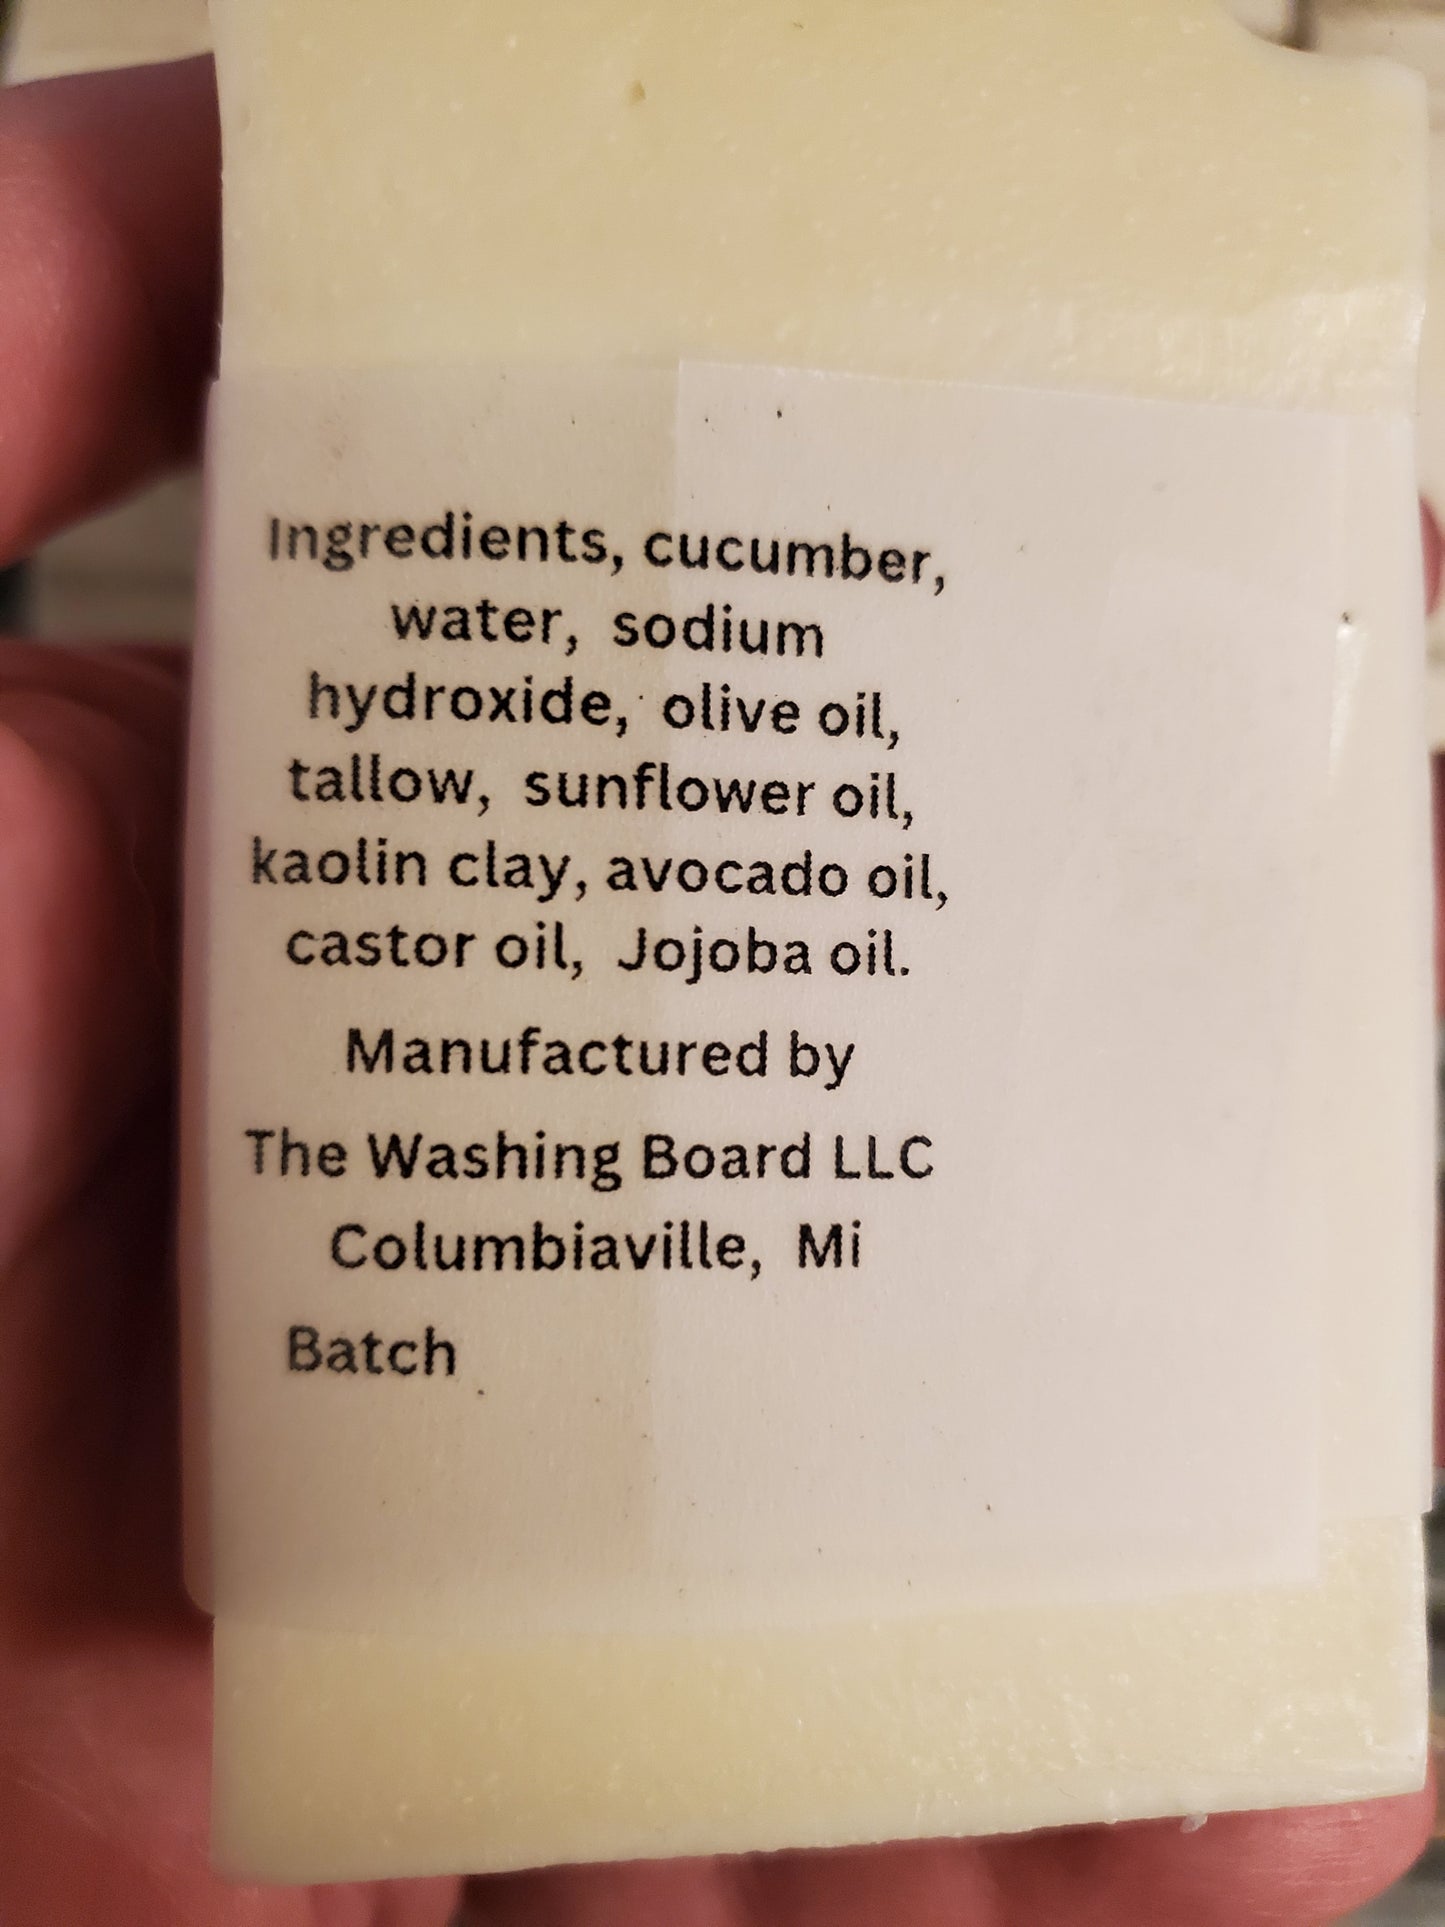 Ingredients, cucumber,
water, sodium
hydroxide, olive oil,
tallow, sunflower oil,
kaolin clay, avocado oil,
castor oil, Jojoba oil.
Manufactured by
The Washing Board LLC
Columbiaville, Mi
Batch